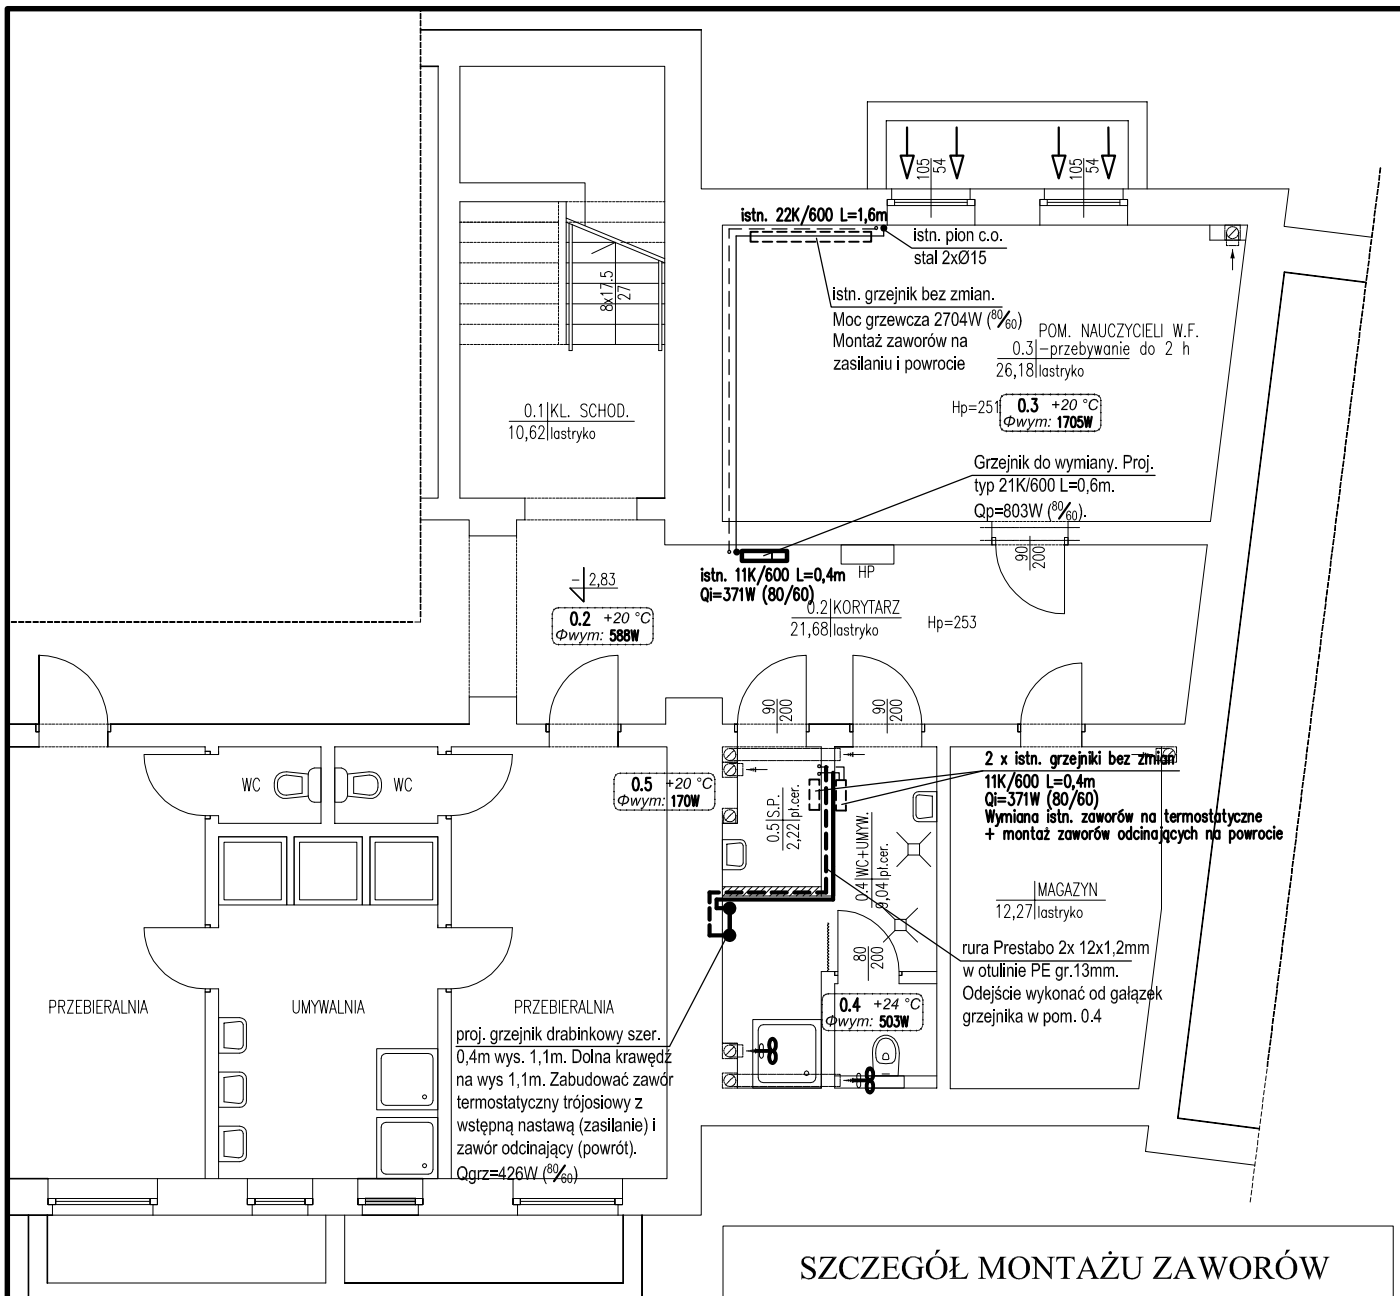 istn. 22K/600 L=1,6m
105
54
105
54
istn. pion c.o.
stal 2xØ15
istn. grzejnik bez zmian.
Moc grzewcza 2704W (80/60)
Montaż zaworów na
zasilaniu i powrocie
POM. NAUCZYCIELI W.F.
0.3 -przebywanie do 2 h
26,18 lastryko
Hp=251
0.3 +20 °C
Φwym: 1705W
8x17.5
27
0.1 KL. SCHOD.
10,62 lastryko
Grzejnik do wymiany. Proj.
typ 21K/600 L=0,6m.
Qp=803W (80/60).
90
200
HP
istn. 11K/600 L=0,4m
Qi=371W (80/60)
- 2,83
0.2 +20 °C
Φwym: 588W
0.2 KORYTARZ
21,68 lastryko
Hp=253
90
200
90
200
WC
WC
0.5 +20 °C
Φwym: 170W
0.5 S.P.
2,22 pł.cer.
0.4 WC+UMYW.
,04 pł.cer.
2 x istn. grzejniki bez zmian
11K/600 L=0,4m
Qi=371W (80/60)
Wymiana istn. zaworów na termostatyczne
+ montaż zaworów odcinających na powrocie
MAGAZYN
12,27 lastryko
rura Prestabo 2x 12x1,2mm
w otulinie PE gr.13mm.
Odejście wykonać od gałązek
grzejnika w pom. 0.4
80
200
0.4 +24 °C
Φwym: 503W
PRZEBIERALNIA
UMYWALNIA
PRZEBIERALNIA
proj. grzejnik drabinkowy szer.
0,4m wys. 1,1m. Dolna krawędź
na wys 1,1m. Zabudować zawór
termostatyczny trójosiowy z
wstępną nastawą (zasilanie) i
zawór odcinający (powrót).
Qgrz=426W (80/60)
SZCZEGÓŁ MONTAŻU ZAWORÓW